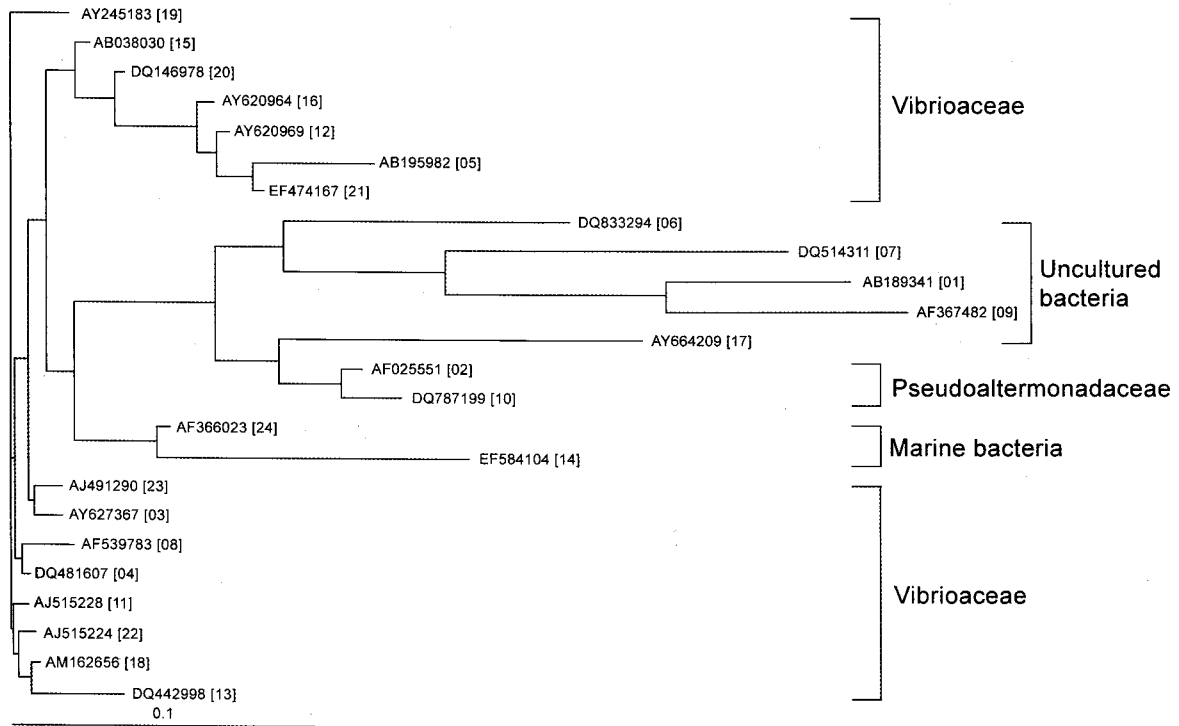 AY245183 [19]
AB038030 [15]
DQ146978 [20]
AY620964 [16]
AY620969 [12]
AB195982 [05]
EF474167 [21]
Vibrioaceae
DQ833294 [06]
DQ514311 [07]
AB189341 [01]
AF367482 [09]
Uncultured
bacteria
AY664209 [17]
AF025551 [02]
DQ787199 [10]
Pseudoaltermonadaceae
AF366023 [24]
EF584104 [14]
Marine bacteria
AJ491290 [23]
AY627367 [03]
AF539783 [08]
DQ481607 [04]
AJ515228 [11]
AJ515224 [22]
AM162656 [18]
DQ442998 [13]
Vibrioaceae
0.1